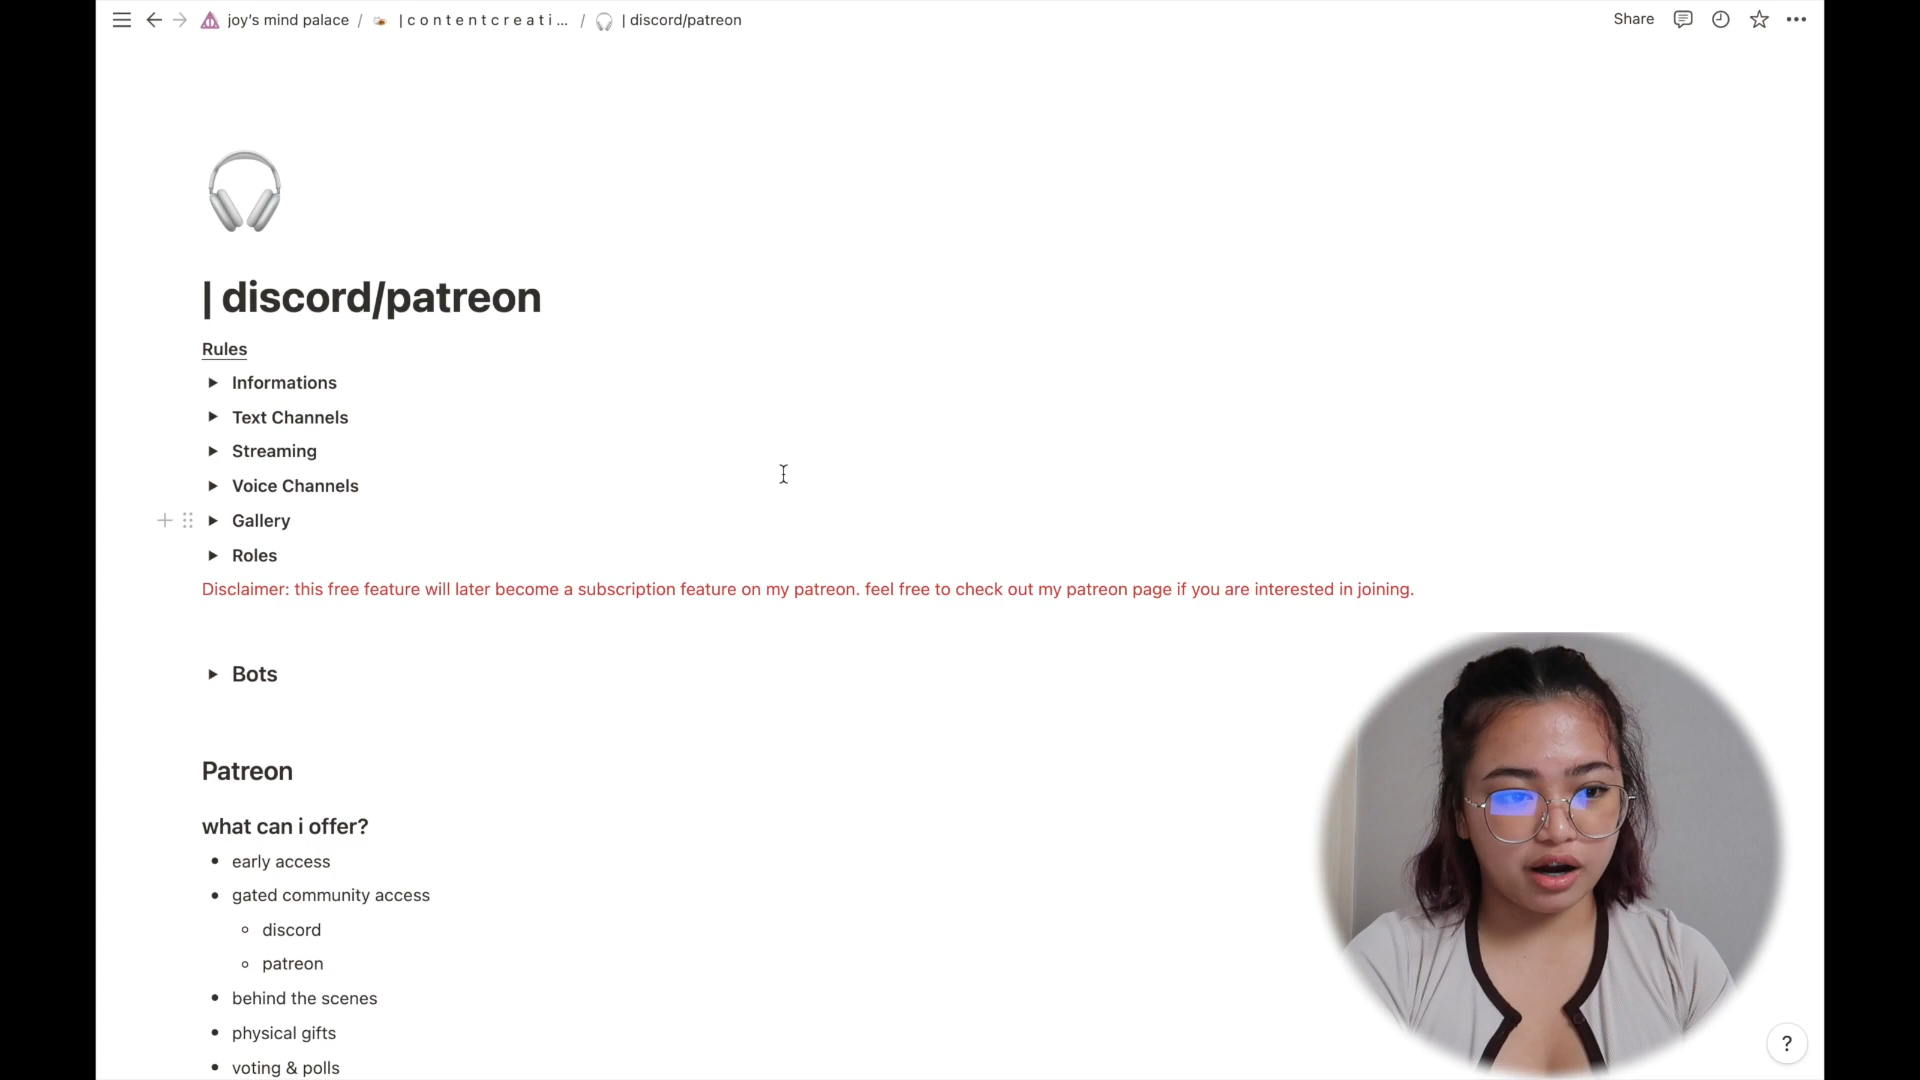 joy's mind palace / | c o n t e n t c r e a t i ... / | discord/patreon
Share
| discord/patreon
Rules
Informations
Text Channels
Streaming
Voice Channels
Gallery
Roles
Disclaimer: this free feature will later become a subscription feature on my patreon. feel free to check out my patreon page if you are interested in joining.
Bots
Patreon
what can i offer?
early access
gated community access
discord
patreon
behind the scenes
physical gifts
voting & polls
?